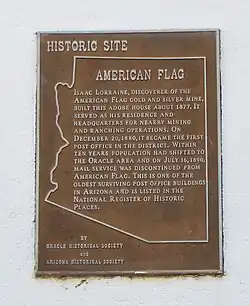 HISTORIC SITE
AMERICAN FLAG
ISAAC LORRAINE, DISCOVERER OF THE
AMERICAN FLAG GOLD AND SILVER MINE,
BUILT THIS ADOBE HOUSE ABOUT 1877. IT
SERVED AS HIS RESIDENCE AND
HEADQUARTERS FOR NEARBY MINING
AND RANCHING OPERATIONS. ON
DECEMBER 20, 1880, IT BECAME THE FIRST
POST OFFICE IN THE DISTRICT. WITHIN
TEN YEARS POPULATION HAD SHIFTED TO
THE ORACLE AREA AND ON JULY 16, 1890,
MAIL SERVICE WAS DISCONTINUED FROM
AMERICAN FLAG. THIS IS ONE OF THE
OLDEST SURVIVING POST OFFICE BUILDINGS
IN ARIZONA AND IS LISTED IN THE
NATIONAL REGISTER OF HISTORIC
PLACES.
BY
ORACLE HISTORICAL SOCIETY
and
ARIZONA HISTORICAL SOCIETY